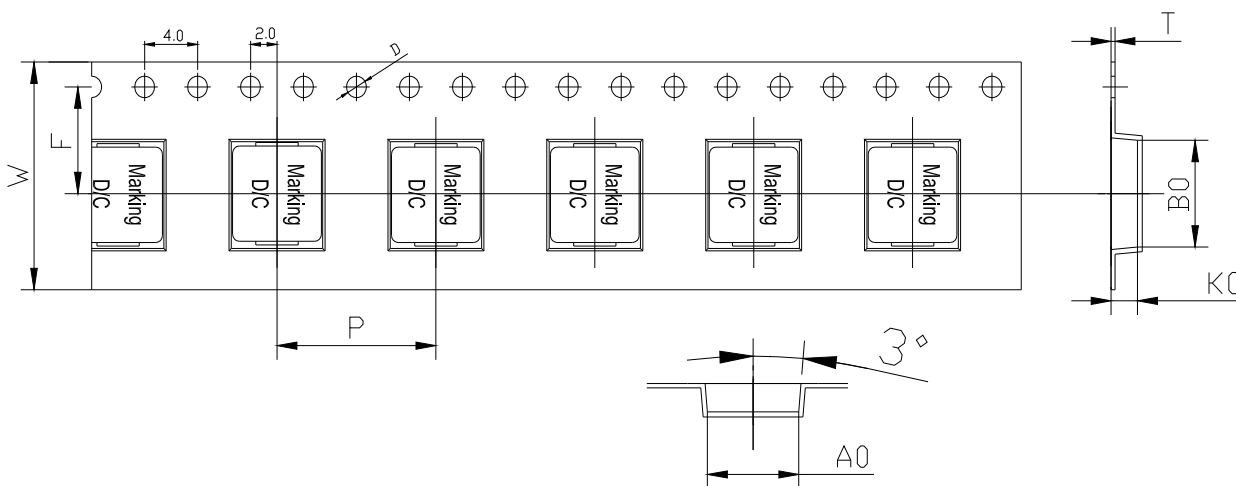 4.0
2.0
D
T
W
F
Marking
D/C
Marking
D/C
Marking
D/C
Marking
D/C
Marking
D/C
Marking
D/C
B0
K0
P
3°
A0